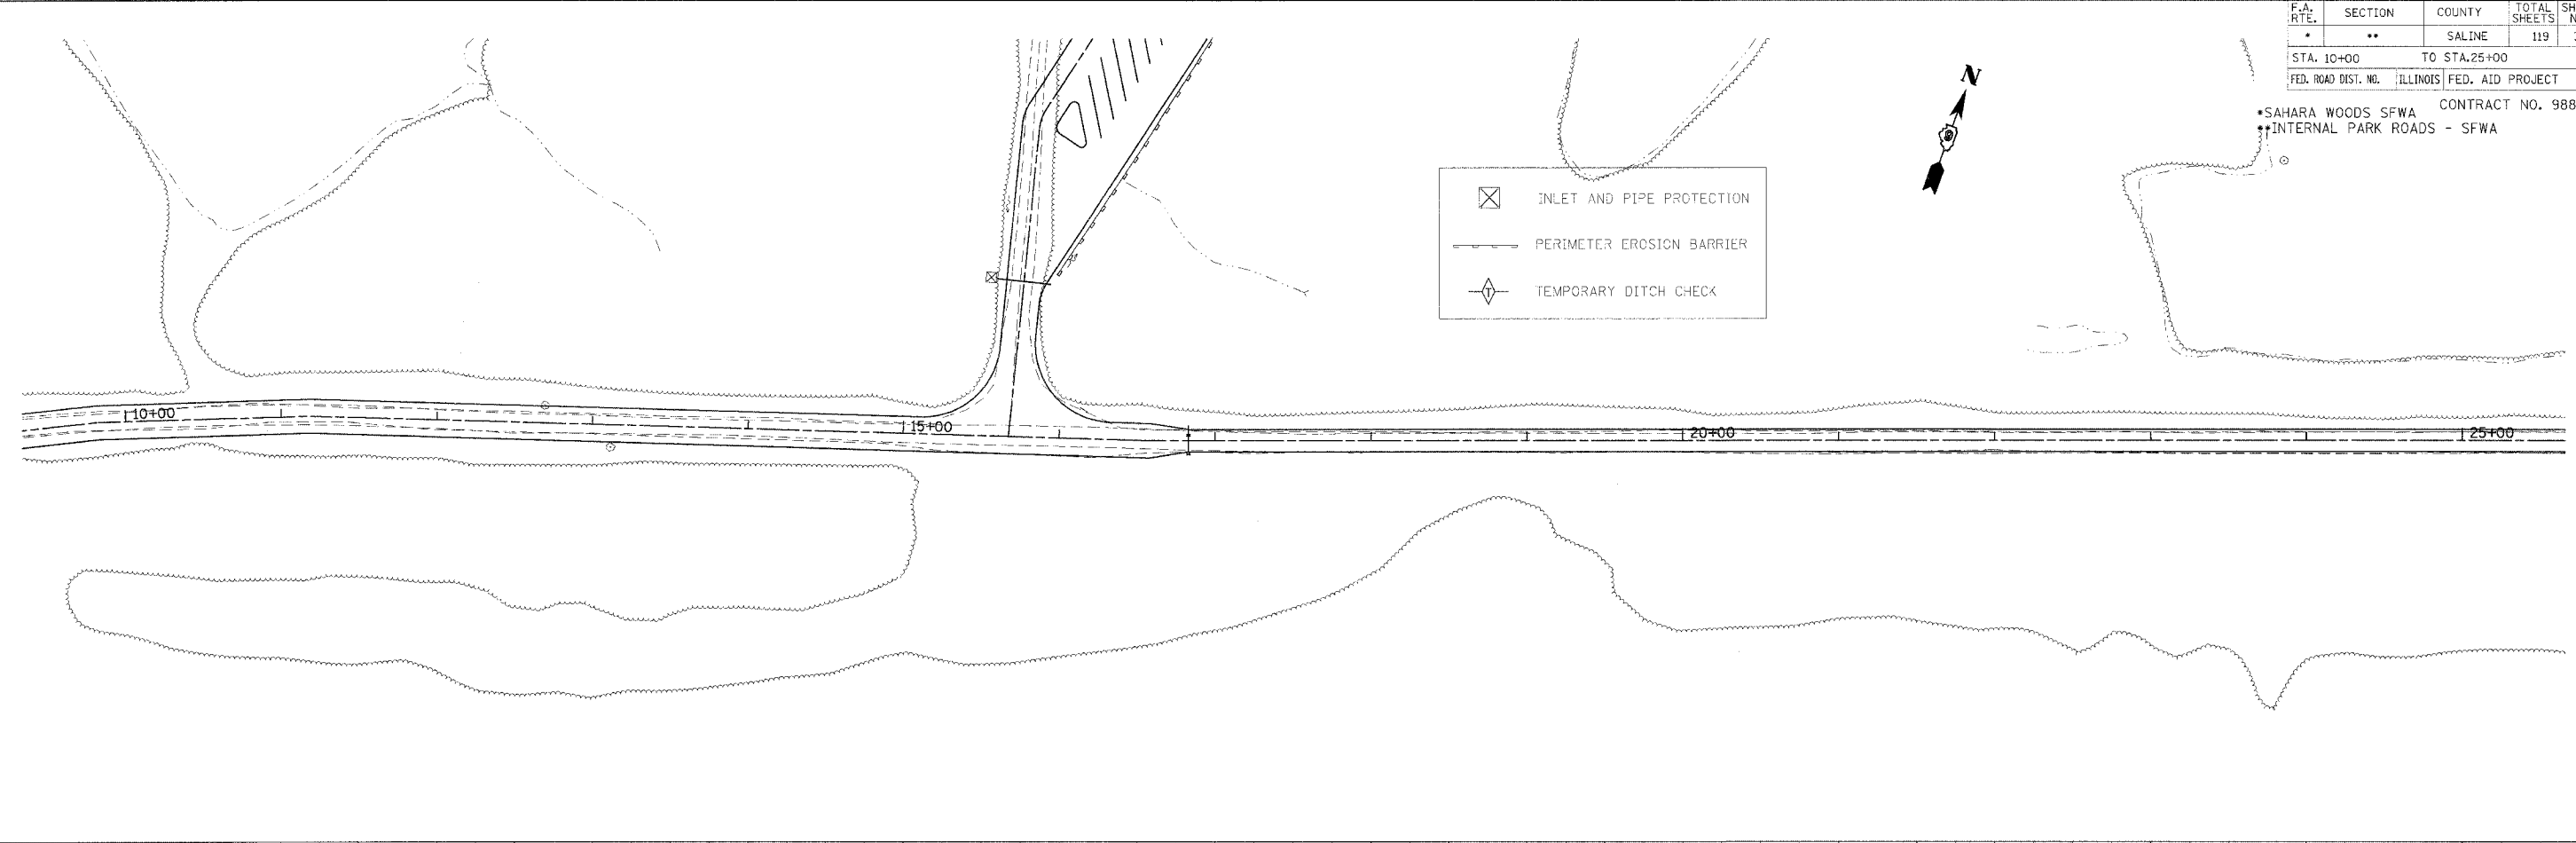 F.A. RTE. SECTION COUNTY TOTAL SHEETS
* ** SALINE 119
STA. 10+00 TO STA.25+00
FED. ROAD DIST. NO. ILLINOIS FED. AID PROJECT
CONTRACT NO. 988
*SAHARA WOODS SFWA
**INTERNAL PARK ROADS - SFWA
N
INLET AND PIPE PROTECTION
PERIMETER EROSION BARRIER
T TEMPORARY DITCH CHECK
10+00
15+00
20+00
25+00